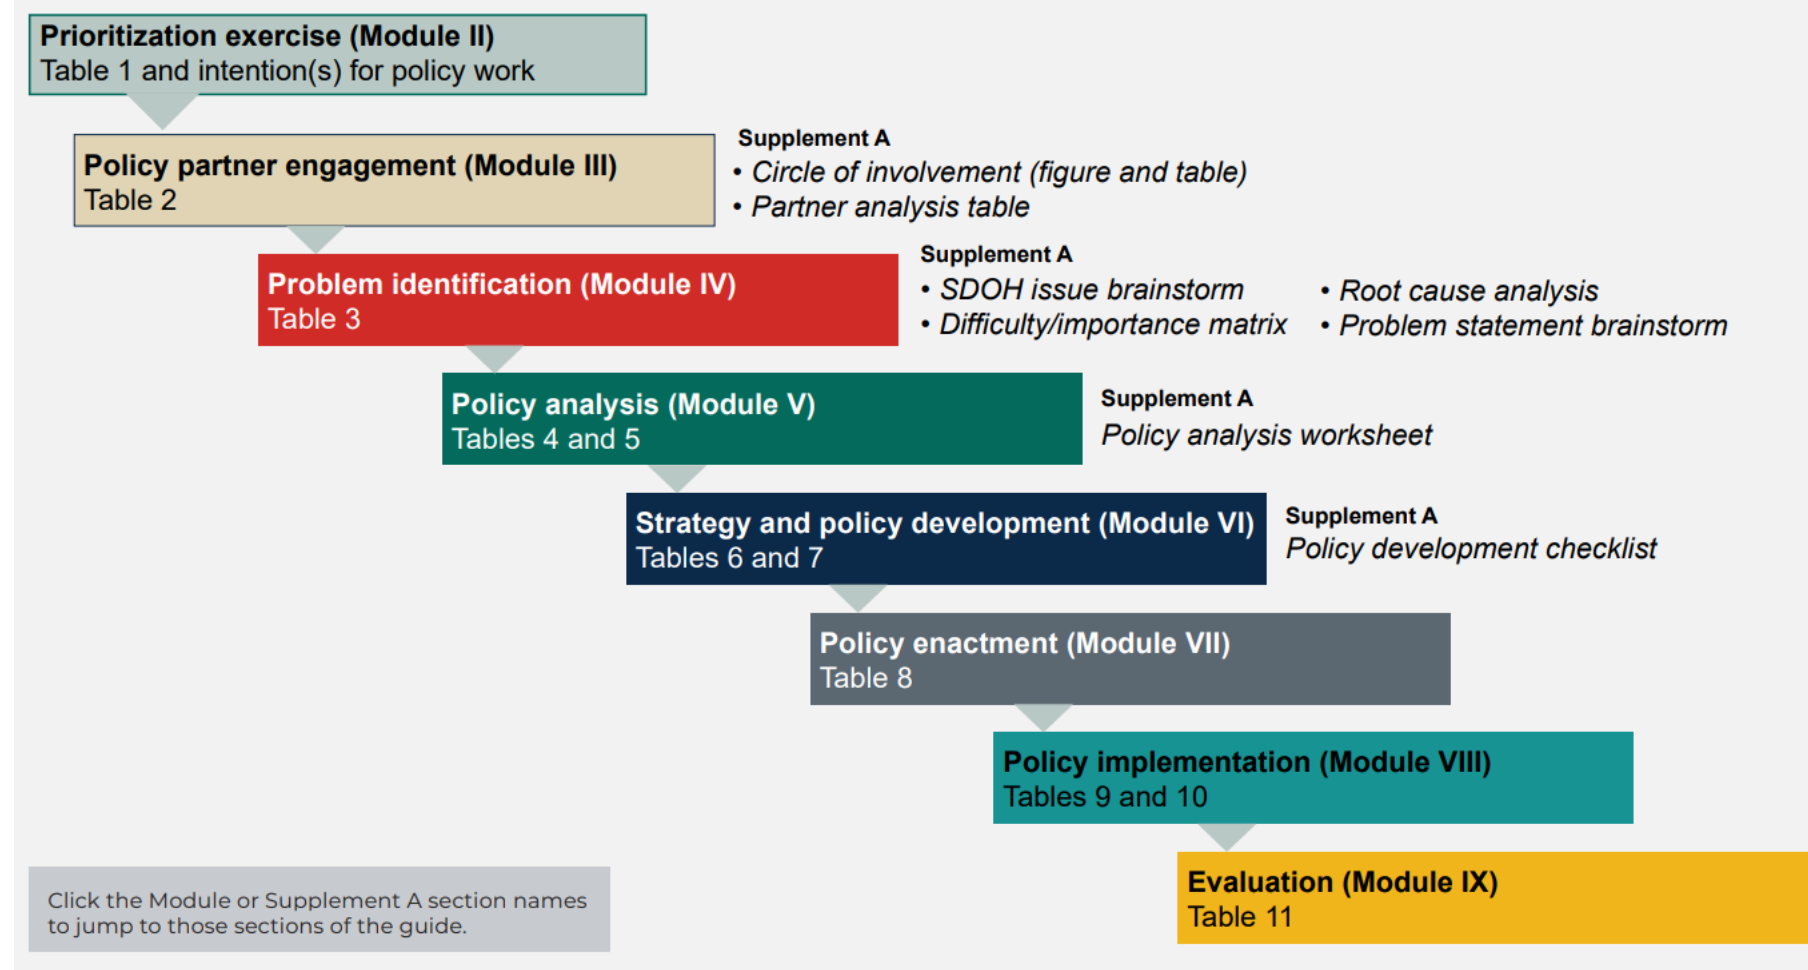 Prioritization exercise (Module II)
Table 1 and intention(s) for policy work
Policy partner engagement (Module III)
Table 2
Supplement A
• Circle of involvement (figure and table)
• Partner analysis table
Problem identification (Module IV)
Table 3
Supplement A
• SDOH issue brainstorm
• Difficulty/importance matrix
• Root cause analysis
• Problem statement brainstorm
Policy analysis (Module V)
Tables 4 and 5
Supplement A
Policy analysis worksheet
Strategy and policy development (Module VI)
Tables 6 and 7
Supplement A
Policy development checklist
Policy enactment (Module VII)
Table 8
Policy implementation (Module VIII)
Tables 9 and 10
Evaluation (Module IX)
Table 11
Click the Module or Supplement A section names
to jump to those sections of the guide.